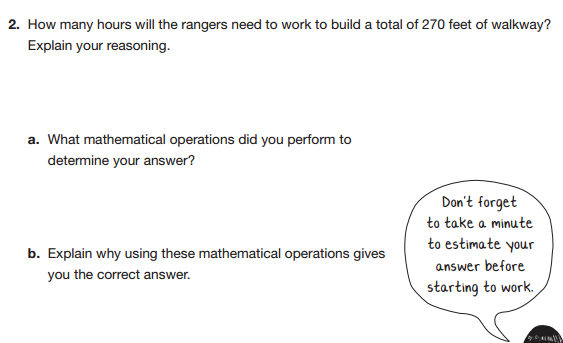 2. How many hours will the rangers need to work to build a total of 270 feet of walkway?
Explain your reasoning.
a. What mathematical operations did you perform to
determine your answer?
b. Explain why using these mathematical operations gives
you the correct answer.
Don't forget
to take a minute
to estimate your
answer before
starting to work.